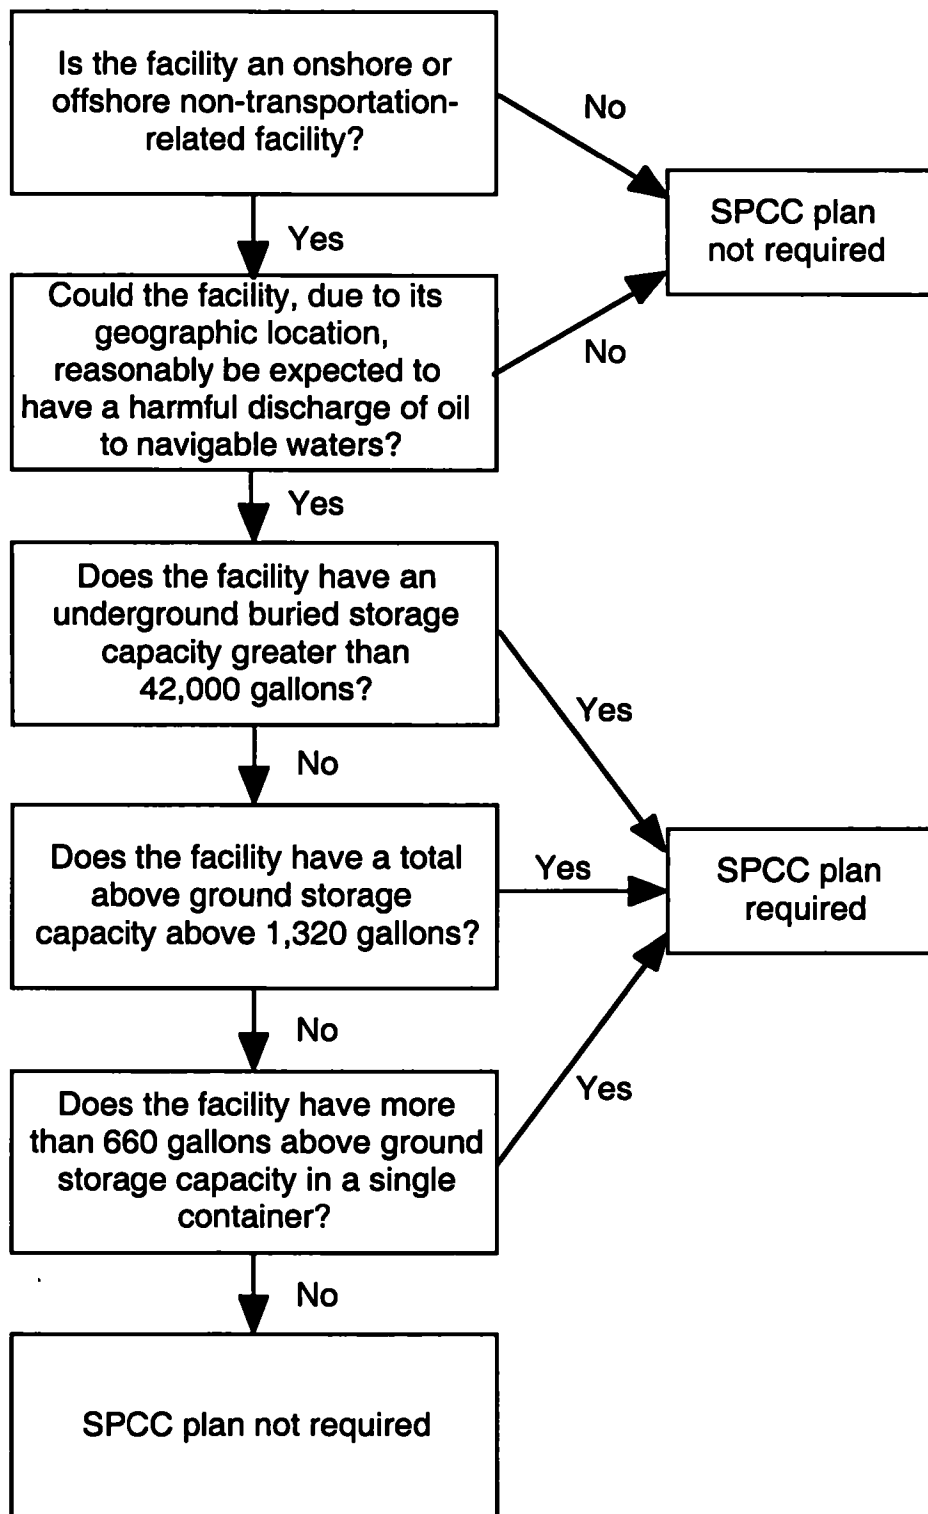 Is the facility an onshore or
offshore non-transportation-
related facility?
No
SPCC plan
not required
Yes
Could the facility, due to its
geographic location,
reasonably be expected to
have a harmful discharge of oil
to navigable waters?
No
Yes
Does the facility have an
underground buried storage
capacity greater than
42,000 gallons?
Yes
No
Does the facility have a total
above ground storage
capacity above 1,320 gallons?
Yes
SPCC plan
required
No
Does the facility have more
than 660 gallons above ground
storage capacity in a single
container?
Yes
No
SPCC plan not required